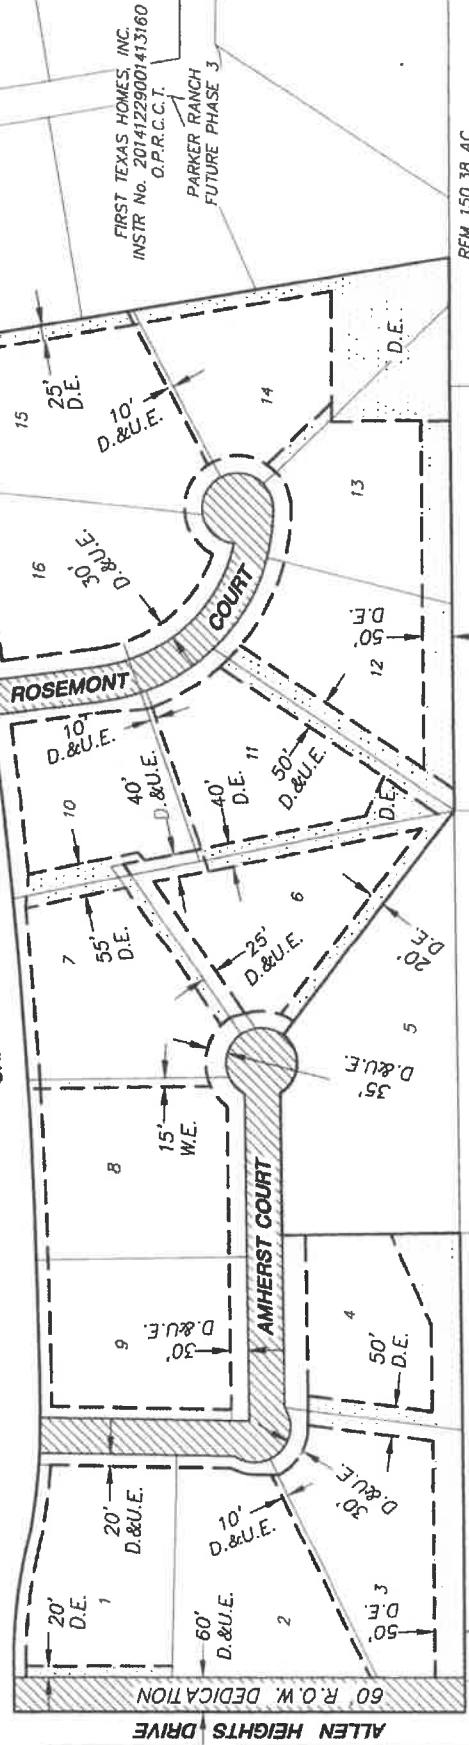 FIRST TEXAS HOMES, INC.
INSTR No. 20141229001413160
O.P.R.C.C.T.
PARKER RANCH
FUTURE PHASE 3
REM 150.38 AC
15
25'
D.E.
10'
D.&U.E.
14
D.E.
13
16
30'
D.&U.E.
ROSEMONT
COURT
50'
D.E.
12
10'
D.&U.E.
10
40'
D.&U.E.
11
40'
D.E.
50'
D.&U.E.
D.E.
7
55'
D.E.
6
25'
D.&U.E.
20'
D.E.
5
35'
D.&U.E.
15'
W.E.
8
AMHERST COURT
9
30'
D.&U.E.
4
50'
D.E.
20'
D.&U.E.
10'
D.&U.E.
30'
D.&U.E.
20'
D.E.
1
60'
D.&U.E.
2
3
50'
D.E.
60' R.O.W. DEDICATION
ALLEN HEIGHTS DRIVE